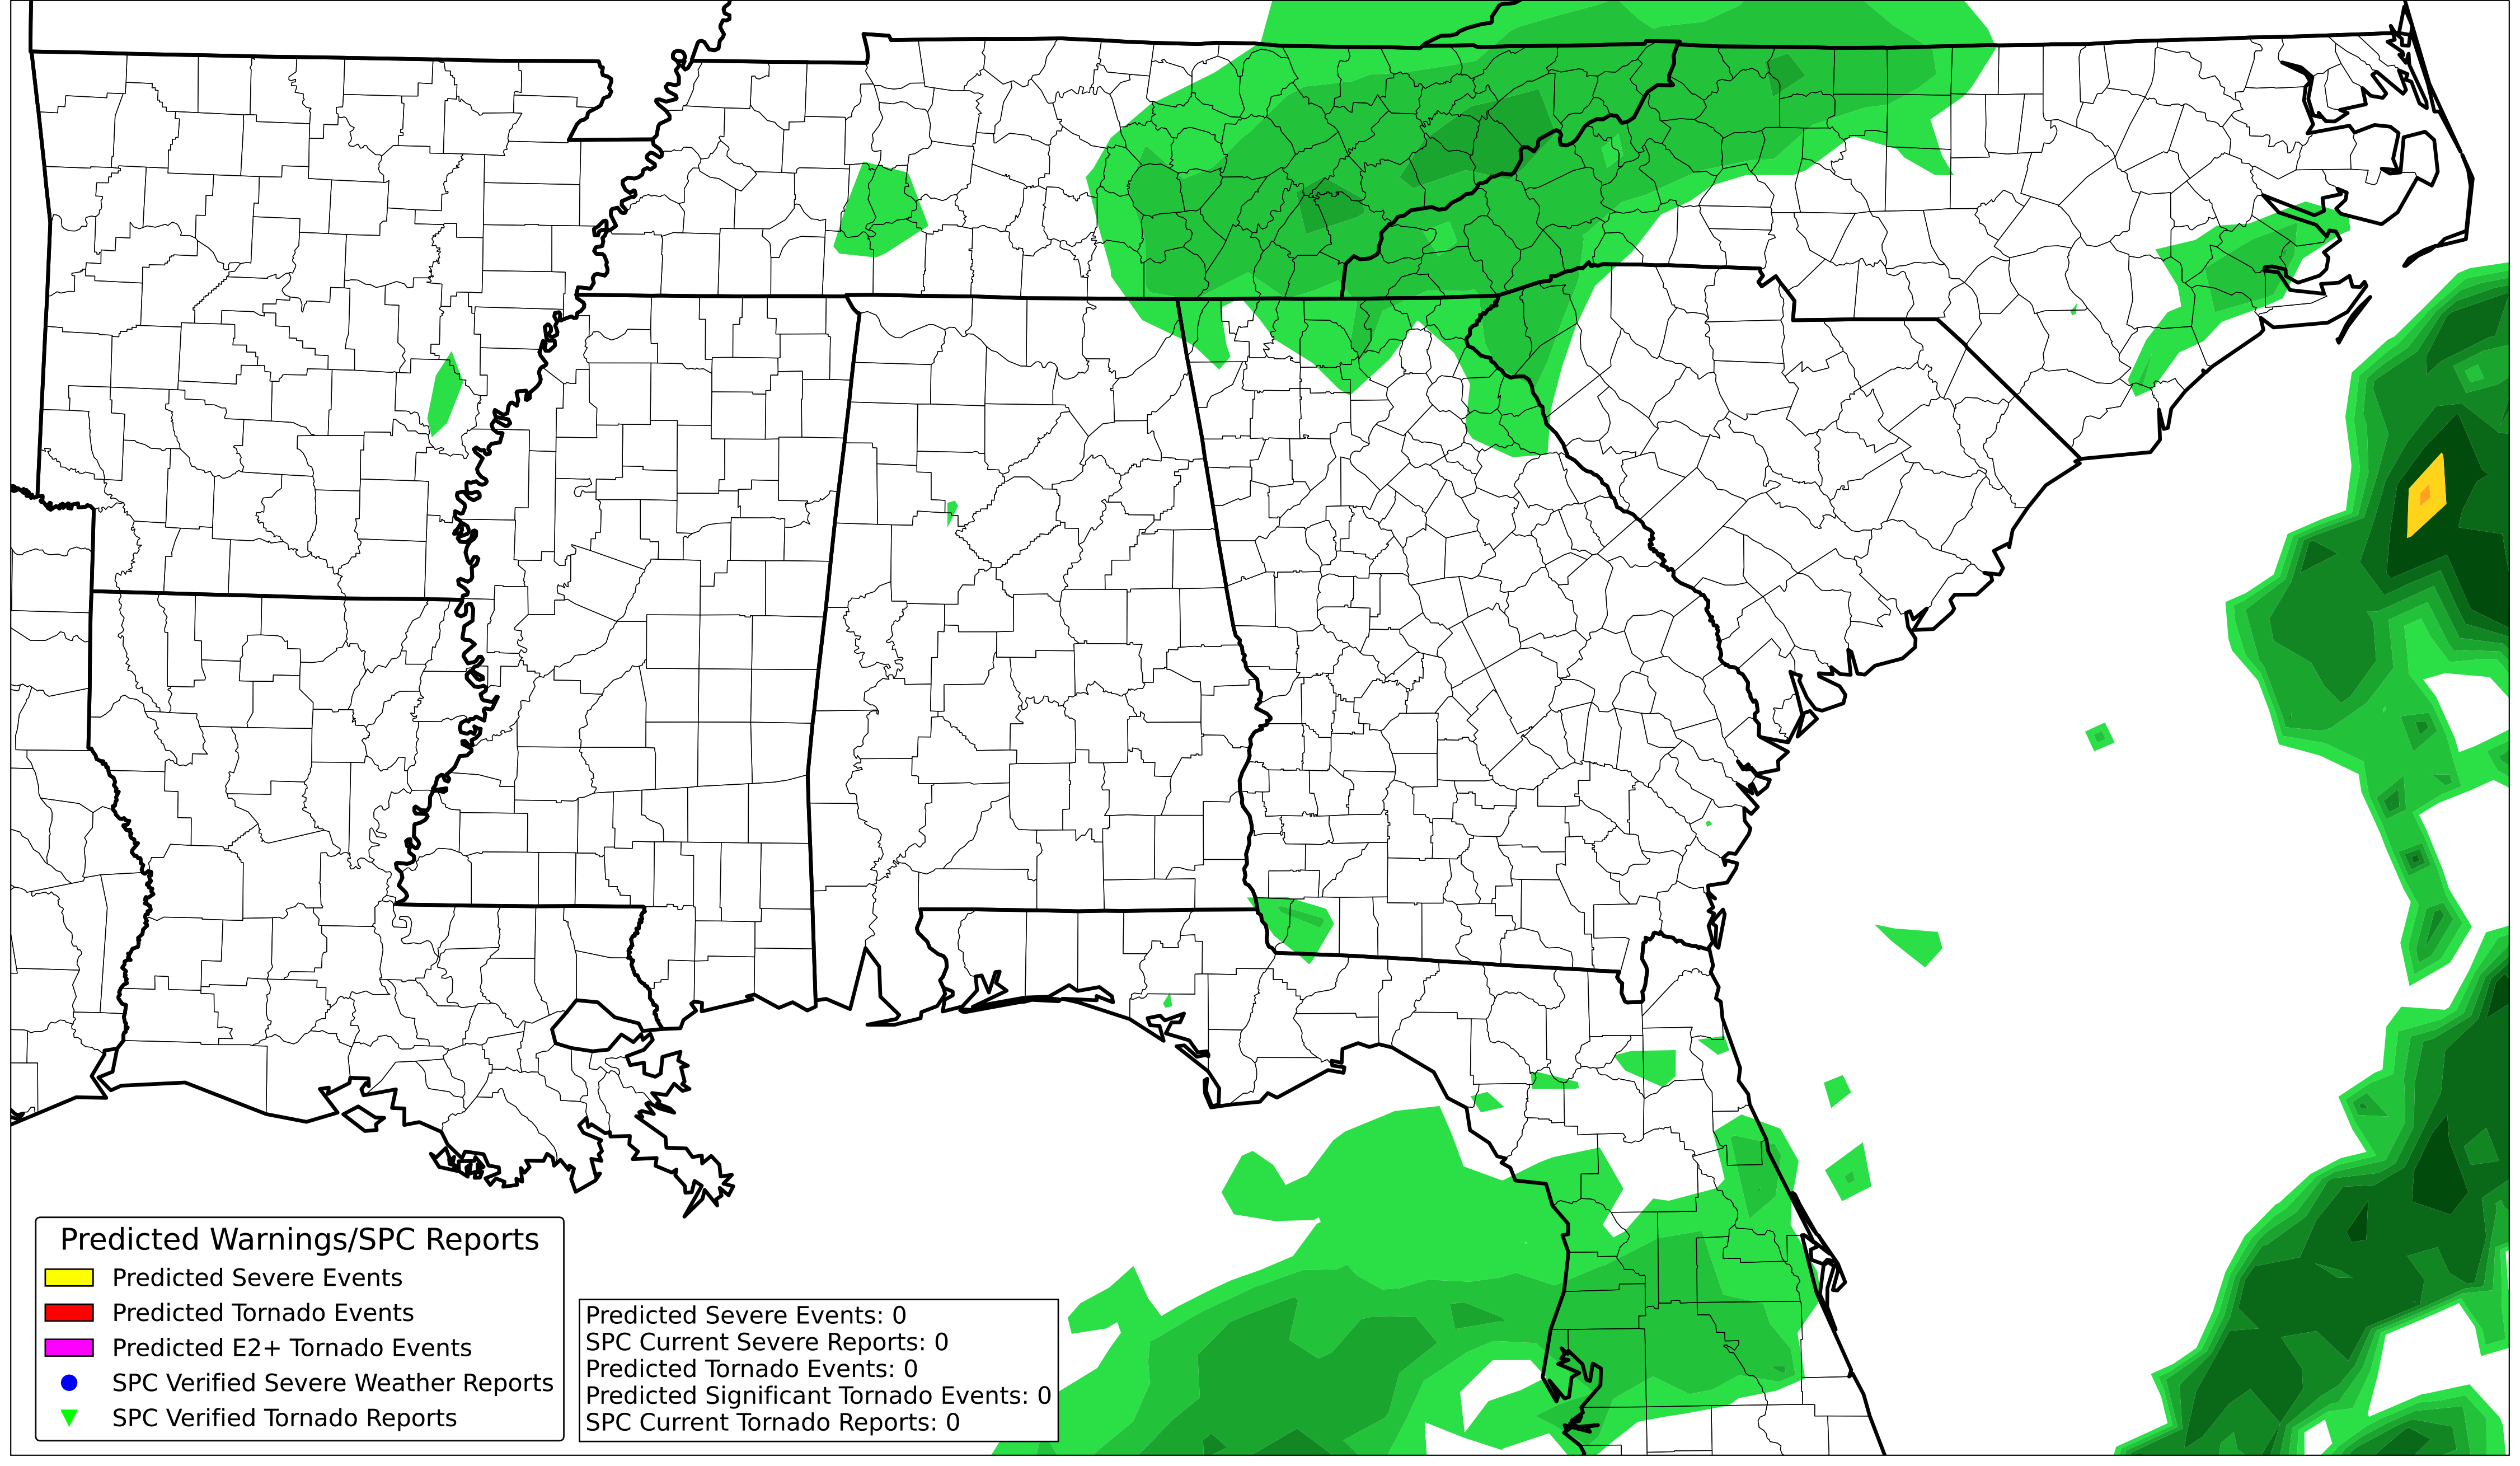 Predicted Warnings/SPC Reports
Predicted Severe Events
Predicted Tornado Events
Predicted E2+ Tornado Events
SPC Verified Severe Weather Reports
SPC Verified Tornado Reports
Predicted Severe Events: 0
SPC Current Severe Reports: 0
Predicted Tornado Events: 0
Predicted Significant Tornado Events: 0
SPC Current Tornado Reports: 0